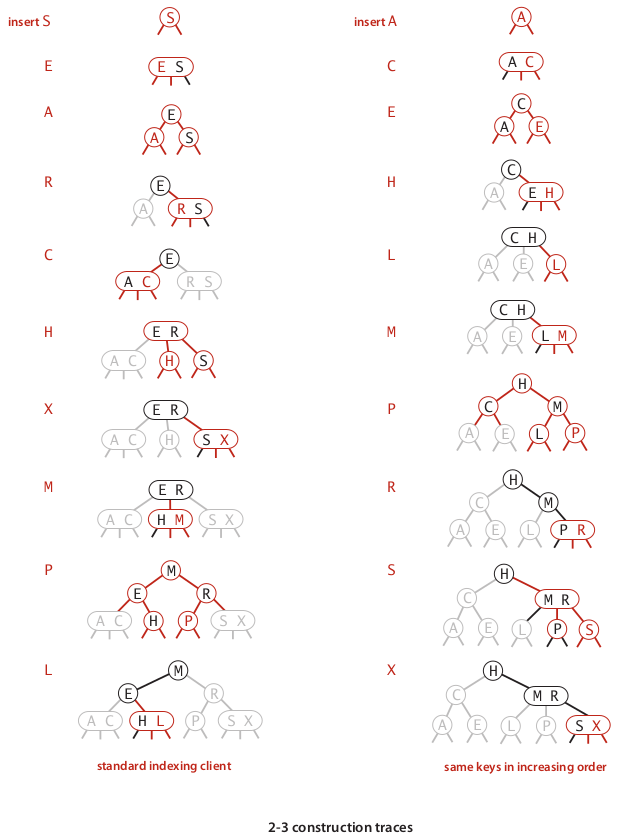 insert S
S
E
E S
A
E
A S
R
E
A R S
C
E
A C R S
H
E R
A C H S
X
E R
A C H S X
M
E R
A C H M S X
P
M
E R
A C H P S X
L
M
E R
A C H L P S X
standard indexing client
insert A
A
C
A C
E
C
A E
H
C
A E H
L
C H
A E L
M
C H
A E L M
P
H
C M
A E L P
R
H
C M
A E L P R
S
H
C M R
A E L P S
X
H
C M R
A E L P S X
same keys in increasing order
2-3 construction traces